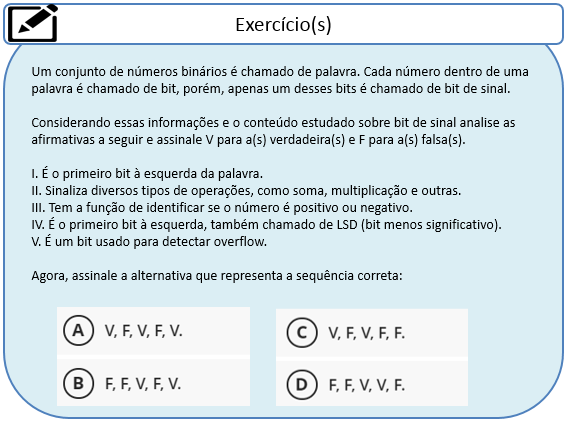 Exercício(s)
Um conjunto de números binários é chamado de palavra. Cada número dentro de uma
palavra é chamado de bit, porém, apenas um desses bits é chamado de bit de sinal.
Considerando essas informações e o conteúdo estudado sobre bit de sinal analise as
afirmativas a seguir e assinale V para a(s) verdadeira(s) e F para a(s) falsa(s).
I. É o primeiro bit à esquerda da palavra.
II. Sinaliza diversos tipos de operações, como soma, multiplicação e outras.
III. Tem a função de identificar se o número é positivo ou negativo.
IV. É o primeiro bit à esquerda, também chamado de LSD (bit menos significativo).
V. É um bit usado para detectar overflow.
Agora, assinale a alternativa que representa a sequência correta:
A V, F, V, F, V.
B F, F, V, F, V.
C V, F, V, F, F.
D F, F, V, V, F.